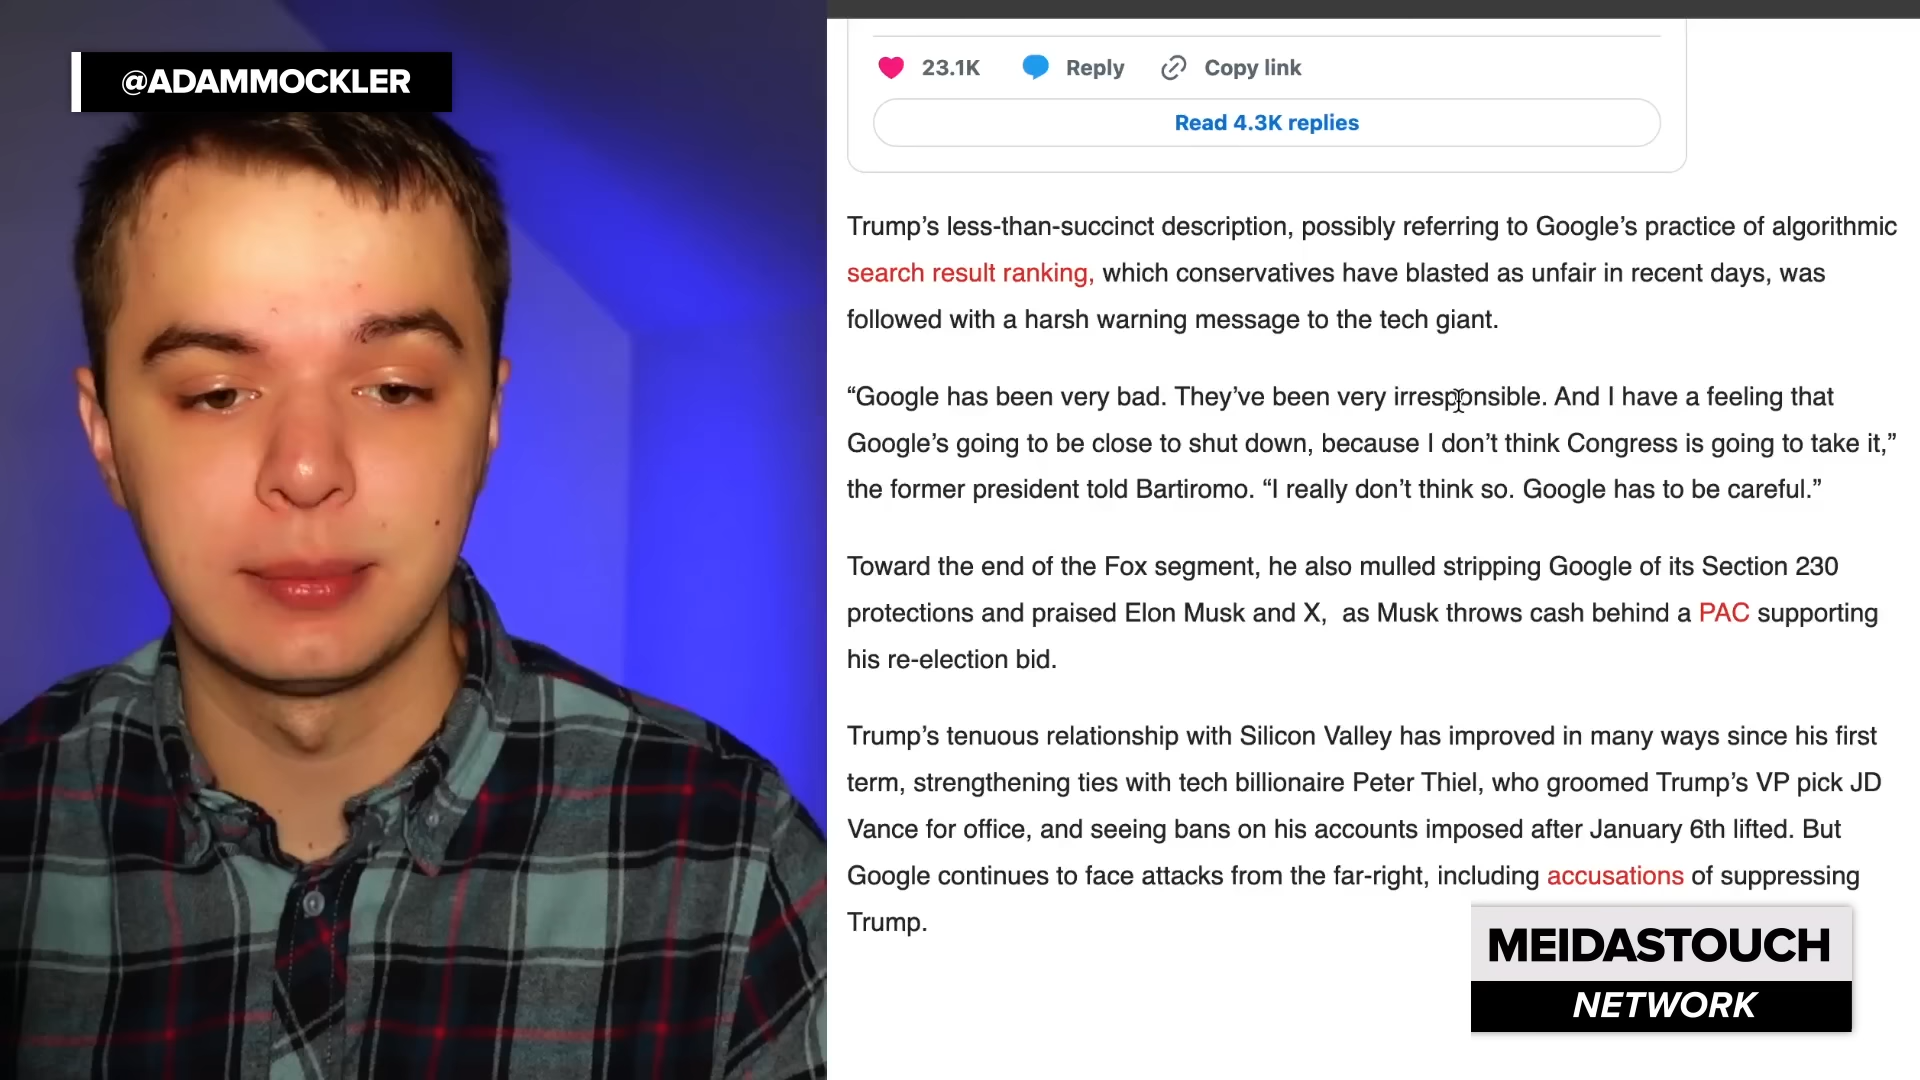 @ADAMMOCKLER
23.1K Reply Copy link
Read 4.3K replies
Trump’s less-than-succinct description, possibly referring to Google’s practice of algorithmic
search result ranking, which conservatives have blasted as unfair in recent days, was
followed with a harsh warning message to the tech giant.
“Google has been very bad. They’ve been very irresponsible. And I have a feeling that
Google’s going to be close to shut down, because I don’t think Congress is going to take it,”
the former president told Bartiromo. “I really don’t think so. Google has to be careful.”
Toward the end of the Fox segment, he also mulled stripping Google of its Section 230
protections and praised Elon Musk and X,  as Musk throws cash behind a PAC supporting
his re-election bid.
Trump’s tenuous relationship with Silicon Valley has improved in many ways since his first
term, strengthening ties with tech billionaire Peter Thiel, who groomed Trump’s VP pick JD
Vance for office, and seeing bans on his accounts imposed after January 6th lifted. But
Google continues to face attacks from the far-right, including accusations of suppressing
Trump.
MEIDASTOUCH
NETWORK